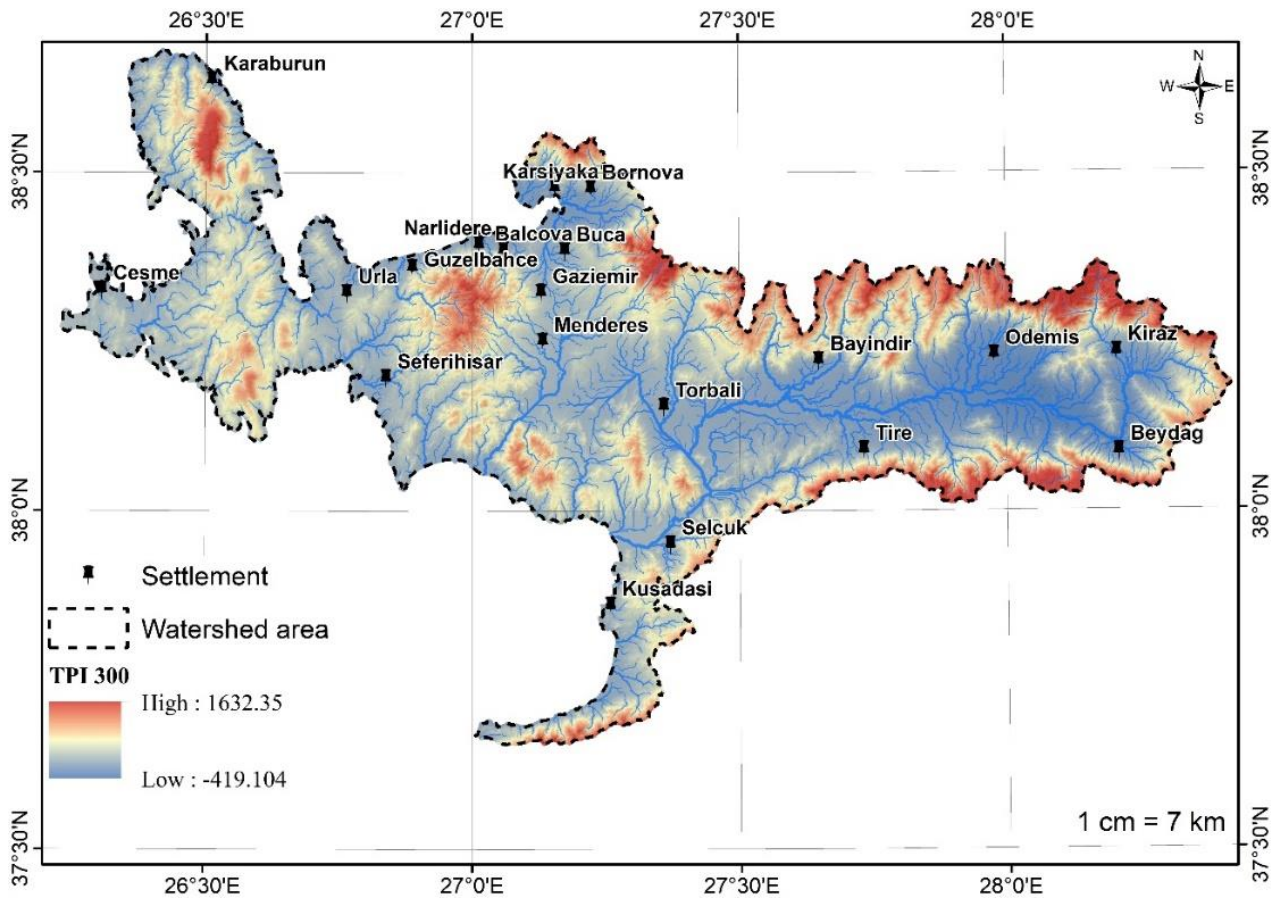 26°30'E 27°0'E 27°30'E 28°0'E
N
W E
S
38°30'N 38°30'N
38°0'N 38°0'N
37°30'N 37°30'N
Karaburun
Karsiyaka Bornova
Narlidere Balcova Buca
Cesme Urla Guzelbahce Gaziemir
Menderes
Seferihisar
Bayindir Odemis Kiraz
Torbali
Tire Beydag
Selcuk
Kusadasi
Settlement
Watershed area
TPI 300
High : 1632.35
Low : -419.104
1 cm = 7 km
26°30'E 27°0'E 27°30'E 28°0'E